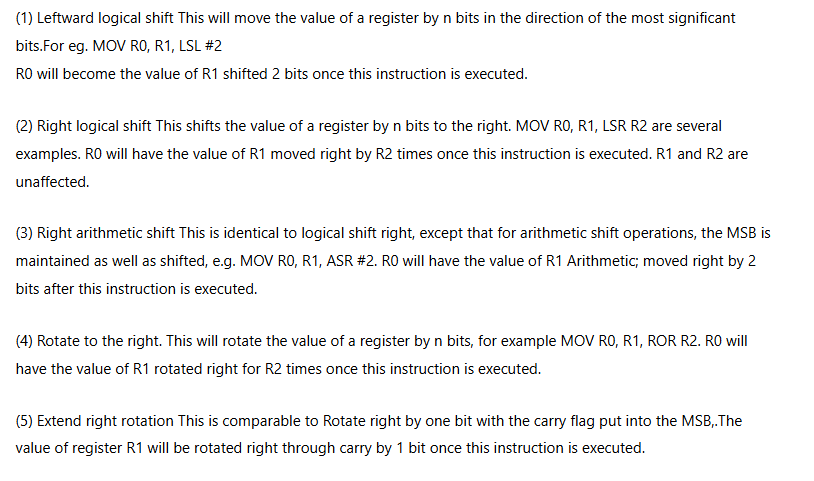 (1) Leftward logical shift This will move the value of a register by n bits in the direction of the most significant
bits.For eg. MOV R0, R1, LSL #2
R0 will become the value of R1 shifted 2 bits once this instruction is executed.
(2) Right logical shift This shifts the value of a register by n bits to the right. MOV R0, R1, LSR R2 are several
examples. R0 will have the value of R1 moved right by R2 times once this instruction is executed. R1 and R2 are
unaffected.
(3) Right arithmetic shift This is identical to logical shift right, except that for arithmetic shift operations, the MSB is
maintained as well as shifted, e.g. MOV R0, R1, ASR #2. R0 will have the value of R1 Arithmetic; moved right by 2
bits after this instruction is executed.
(4) Rotate to the right. This will rotate the value of a register by n bits, for example MOV R0, R1, ROR R2. R0 will
have the value of R1 rotated right for R2 times once this instruction is executed.
(5) Extend right rotation This is comparable to Rotate right by one bit with the carry flag put into the MSB,.The
value of register R1 will be rotated right through carry by 1 bit once this instruction is executed.